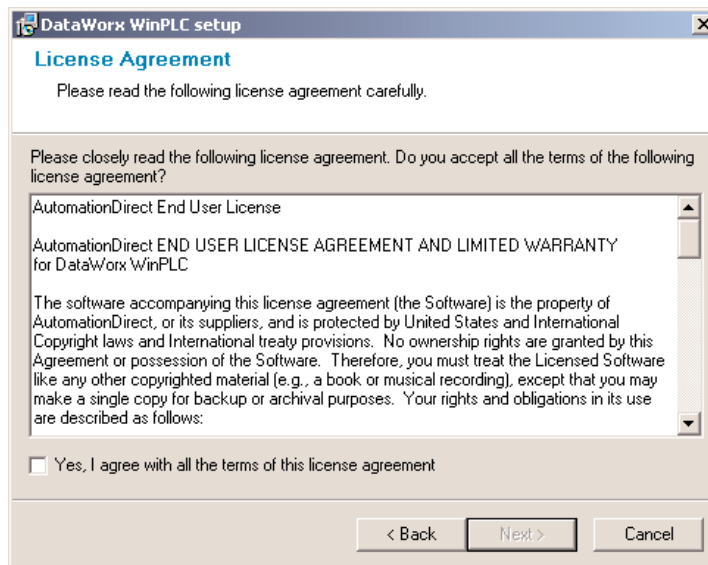 DataWorx WinPLC setup
License Agreement
Please read the following license agreement carefully.
Please closely read the following license agreement. Do you accept all the terms of the following
license agreement?
AutomationDirect End User License
AutomationDirect END USER LICENSE AGREEMENT AND LIMITED WARRANTY
for DataWorx WinPLC
The software accompanying this license agreement (the Software) is the property of
AutomationDirect, or its suppliers, and is protected by United States and International
Copyright laws and International treaty provisions.  No ownership rights are granted by this
Agreement or possession of the Software.  Therefore, you must treat the Licensed Software
like any other copyrighted material (e.g., a book or musical recording), except that you may
make a single copy for backup or archival purposes.  Your rights and obligations in its use
are described as follows:
Yes, I agree with all the terms of this license agreement
< Back
Next >
Cancel